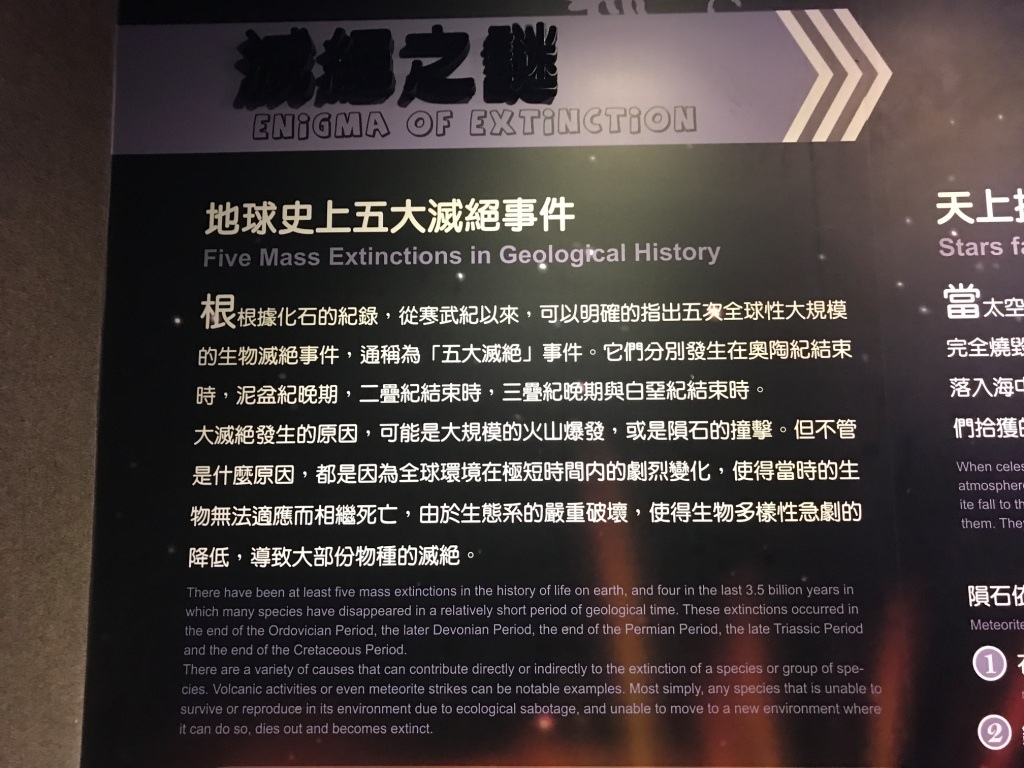 滅絕之謎
ENIGMA OF EXTINCTION
地球史上五大滅絕事件
Five Mass Extinctions in Geological History
根根據化石的紀錄，從寒武紀以來，可以明確的指出五次全球性大規模
的生物滅絕事件，通稱為「五大滅絕」事件。它們分別發生在奧陶紀結束
時，泥盆紀晚期，二疊紀結束時，三疊紀晚期與白堊紀結束時。
大滅絕發生的原因，可能是大規模的火山爆發，或是隕石的撞擊。但不管
是什麼原因，都是因為全球環境在極短時間內的劇烈變化，使得當時的生
物無法適應而相繼死亡，由於生態系的嚴重破壞，使得生物多樣性急劇的
降低，導致大部份物種的滅絕。
There have been at least five mass extinctions in the history of life on earth, and four in the last 3.5 billion years in
which many species have disappeared in a relatively short period of geological time. These extinctions occurred in
the end of the Ordovician Period, the later Devonian Period, the end of the Permian Period, the late Triassic Period
and the end of the Cretaceous Period.
There are a variety of causes that can contribute directly or indirectly to the extinction of a species or group of spe-
cies. Volcanic activities or even meteorite strikes can be notable examples. Most simply, any species that is unable to
survive or reproduce in its environment due to ecological sabotage, and unable to move to a new environment where
it can do so, dies out and becomes extinct.
天上
Stars
當太空
完全燒毀
落入海中
們拾獲的
When celes
atmosphere
ite fall to th
them. The
隕石依
Meteorite
1
2